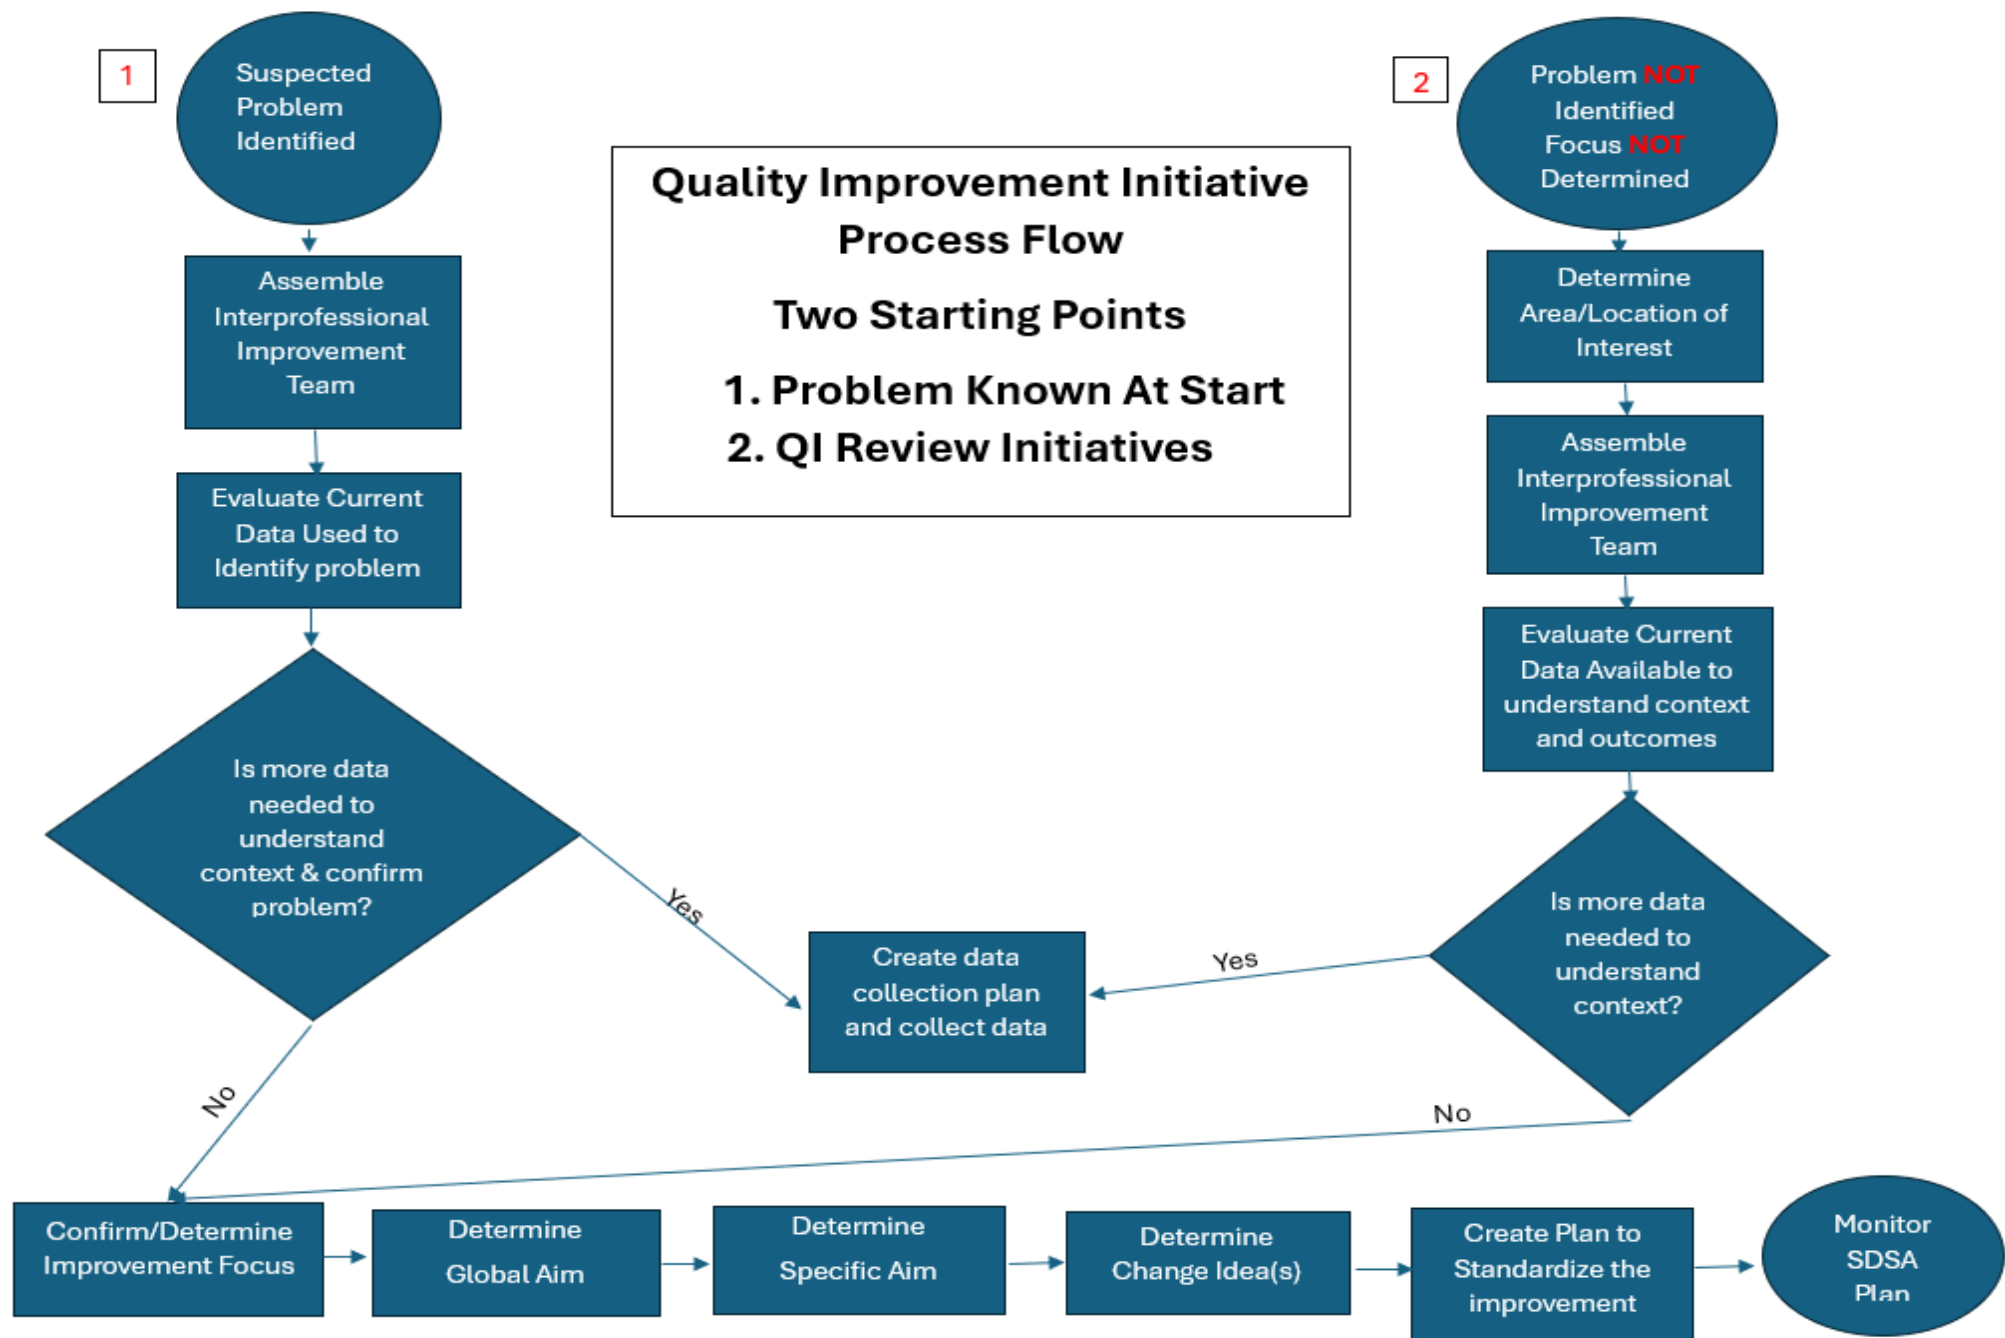 1
Suspected
Problem
Identified
Assemble
Interprofessional
Improvement
Team
Evaluate Current
Data Used to
Identify problem
Is more data
needed to
understand
context & confirm
problem?
Yes
No
Quality Improvement Initiative
Process Flow
Two Starting Points
1. Problem Known At Start
2. QI Review Initiatives
2
Problem NOT
Identified
Focus NOT
Determined
Determine
Area/Location of
Interest
Assemble
Interprofessional
Improvement
Team
Evaluate Current
Data Available to
understand context
and outcomes
Is more data
needed to
understand
context?
Yes
No
Create data
collection plan
and collect data
Confirm/Determine
Improvement Focus
Determine
Global Aim
Determine
Specific Aim
Determine
Change Idea(s)
Create Plan to
Standardize the
improvement
Monitor
SDSA
Plan